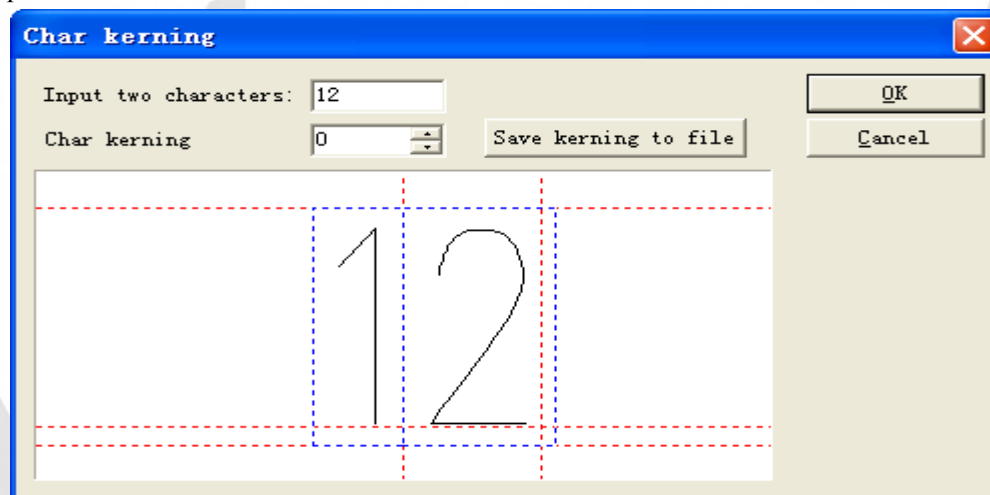 Char kerning
Input two characters: 12
OK
Char kerning 0 Save kerning to file
Cancel
12